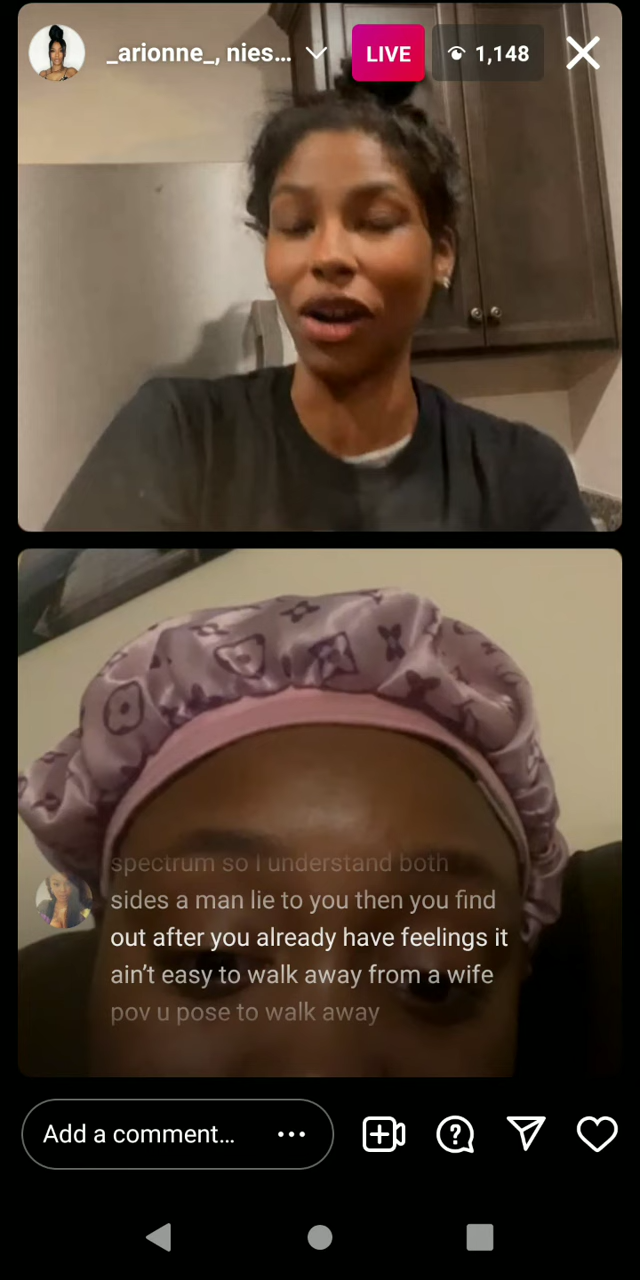 _arionne_, nies...
LIVE
1,148
spectrum so I understand both
sides a man lie to you then you find
out after you already have feelings it
ain't easy to walk away from a wife
pov u pose to walk away
Add a comment...